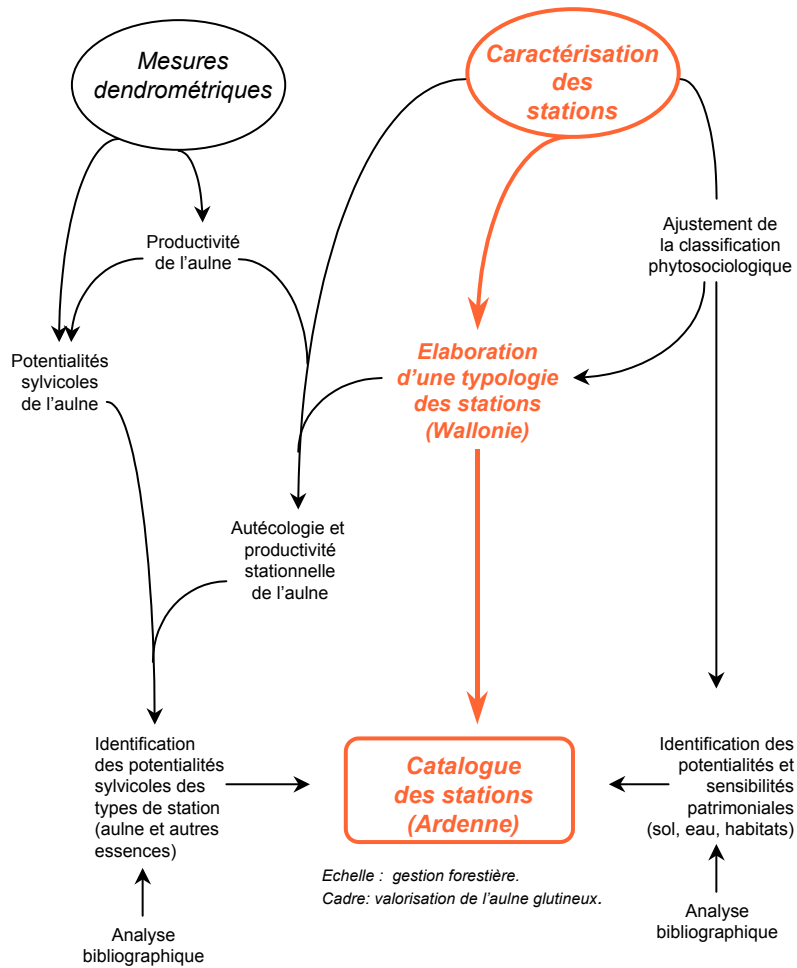 Mesures
dendrométriques
Caractérisation
des
stations
Productivité
de l'aulne
Ajustement de
la classification
phytosociologique
Potentialités
sylvicoles
de l'aulne
Elaboration
d'une typologie
des stations
(Wallonie)
Autécologie et
productivité
stationnelle
de l'aulne
Identification
des potentialités
sylvicoles des
types de station
(aulne et autres
essences)
Catalogue
des stations
(Ardenne)
Identification des
potentialités et
sensibilités
patrimoniales
(sol, eau, habitats)
Echelle : gestion forestière.
Cadre: valorisation de l'aulne glutineux.
Analyse
bibliographique
Analyse
bibliographique